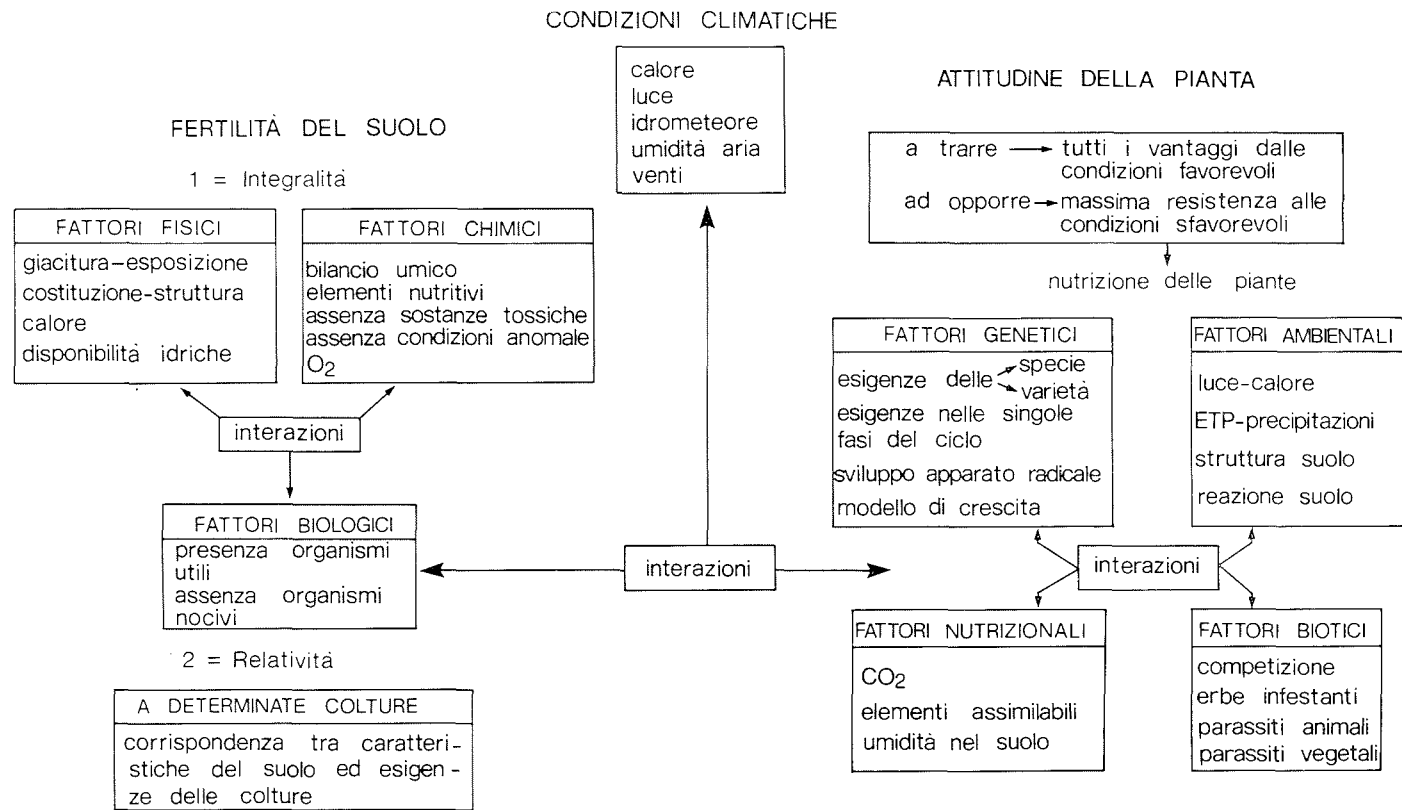 CONDIZIONI CLIMATICHE
calore
luce
idrometeore
umidità aria
venti
FERTILITÀ DEL SUOLO
1 = Integralità
FATTORI FISICI
giacitura-esposizione
costituzione-struttura
calore
disponibilità idriche
FATTORI CHIMICI
bilancio umico
elementi nutritivi
assenza sostanze tossiche
assenza condizioni anomale
O2
interazioni
FATTORI BIOLOGICI
presenza organismi
utili
assenza organismi
nocivi
2 = Relatività
A DETERMINATE COLTURE
corrispondenza tra caratteri-
stiche del suolo ed esigen-
ze delle colture
interazioni
ATTITUDINE DELLA PIANTA
a trarre → tutti i vantaggi dalle
condizioni favorevoli
ad opporre → massima resistenza alle
condizioni sfavorevoli
nutrizione delle piante
FATTORI GENETICI
esigenze delle specie
varietà
esigenze nelle singole
fasi del ciclo
sviluppo apparato radicale
modello di crescita
FATTORI AMBIENTALI
luce-calore
ETP-precipitazioni
struttura suolo
reazione suolo
interazioni
FATTORI NUTRIZIONALI
CO2
elementi assimilabili
umidità nel suolo
FATTORI BIOTICI
competizione
erbe infestanti
parassiti animali
parassiti vegetali